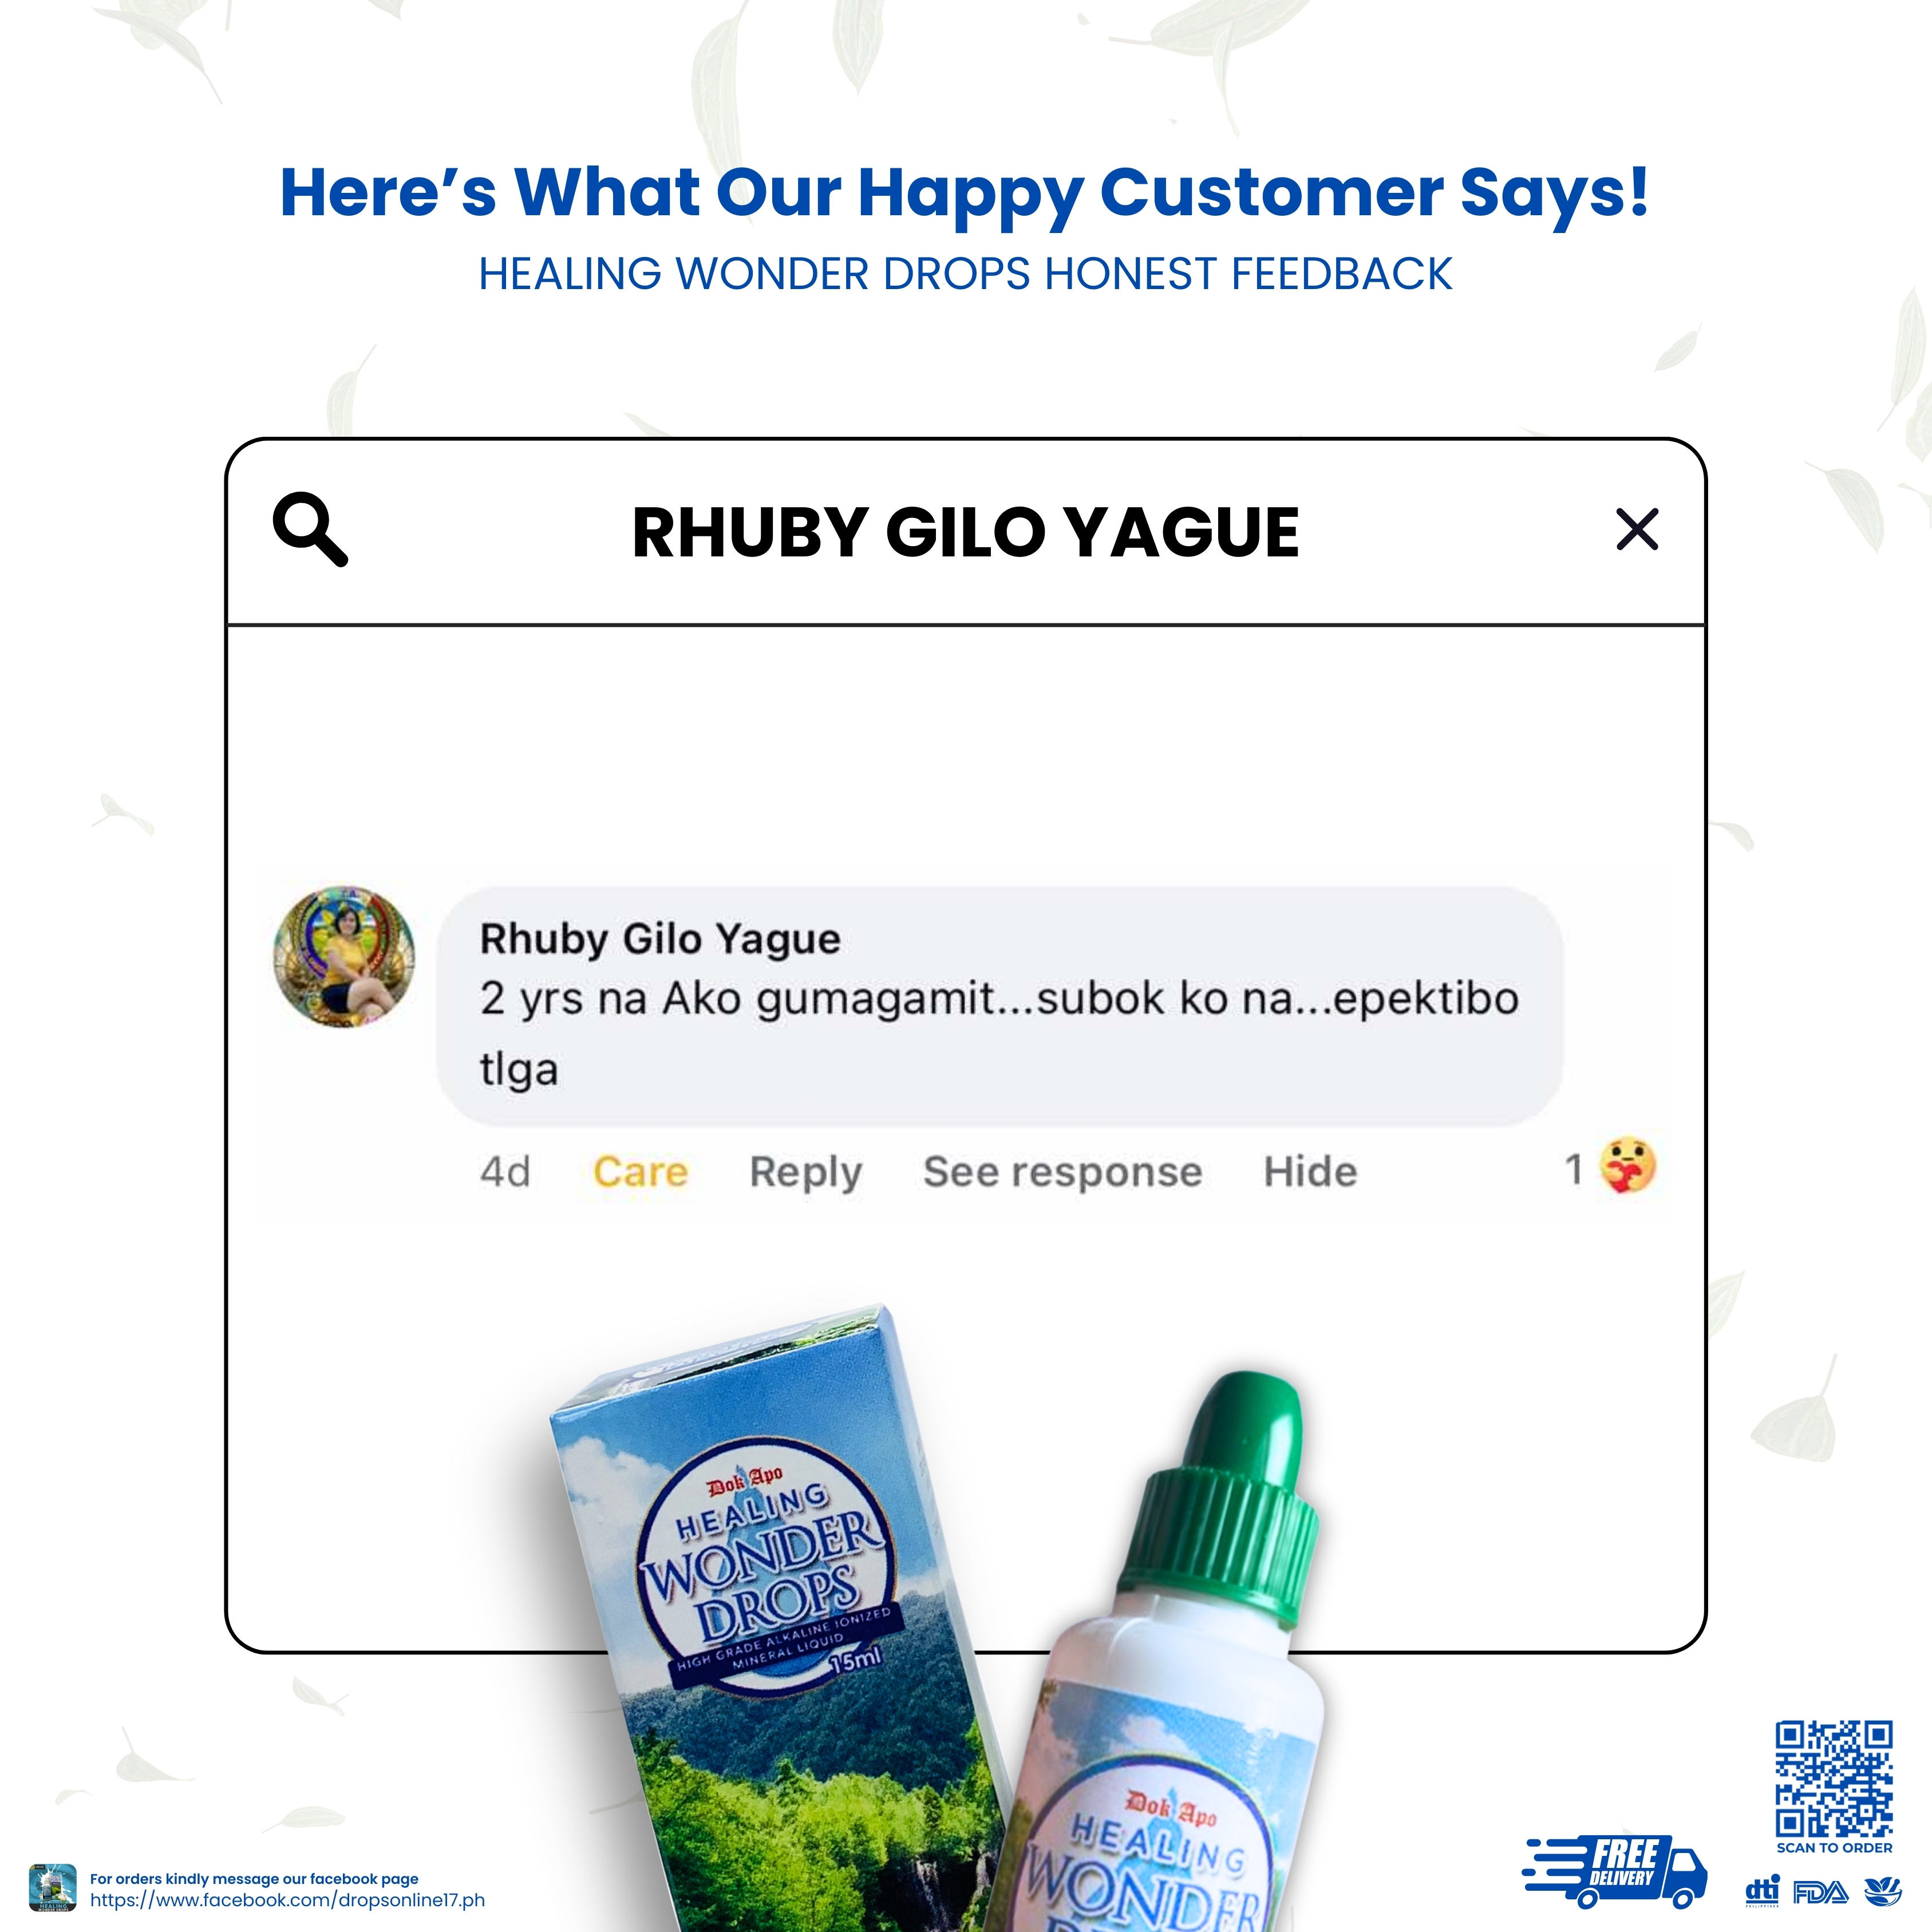 Here’s What Our Happy Customer Says!
HEALING WONDER DROPS HONEST FEEDBACK
RHUBY GILO YAGUE
Rhuby Gilo Yague
2 yrs na Ako gumagamit...subok ko na...epektibo
tlga
4d Care Reply See response Hide 1
Dok Apo
HEALING
WONDER
DROPS
HIGH GRADE ALKALINE IONIZED
MINERAL LIQUID
15ml
Dok Apo
HEALING
WONDER
SCAN TO ORDER
FREE
DELIVERY
dti
PHILIPPINES
FDA
For orders kindly message our facebook page
https://www.facebook.com/dropsonline17.ph